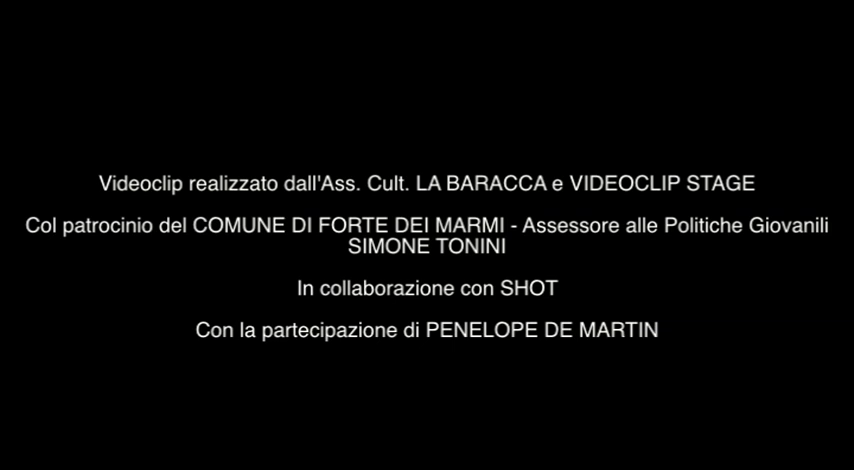 Videoclip realizzato dall'Ass. Cult. LA BARACCA e VIDEOCLIP STAGE
Col patrocinio del COMUNE DI FORTE DEI MARMI - Assessore alle Politiche Giovanili
SIMONE TONINI
In collaborazione con SHOT
Con la partecipazione di PENELOPE DE MARTIN